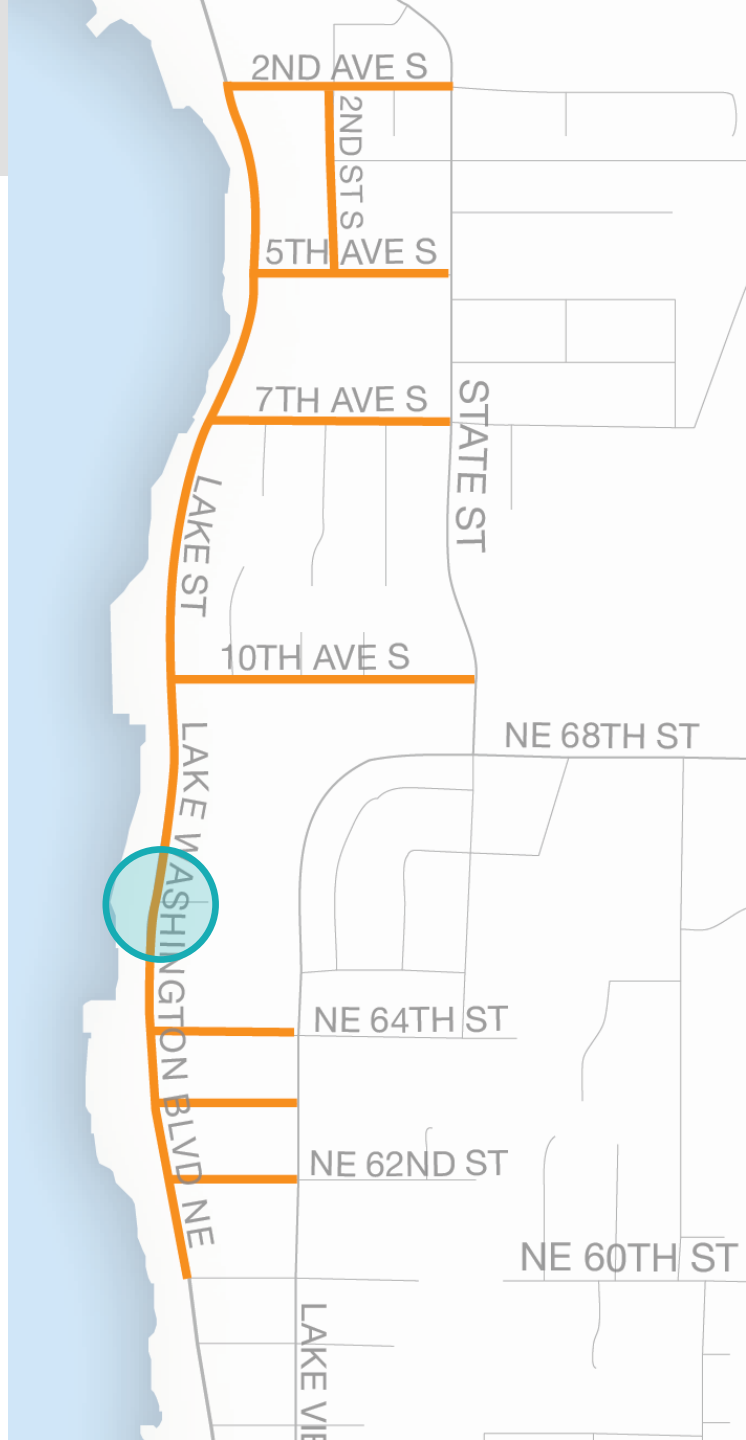 2ND AVE S
2ND ST S
5TH AVE S
7TH AVE S
STATE ST
LAKE ST
10TH AVE S
LAKE WASHINGTON BLVD NE
NE 68TH ST
NE 64TH ST
NE 62ND ST
NE 60TH ST
LAKE